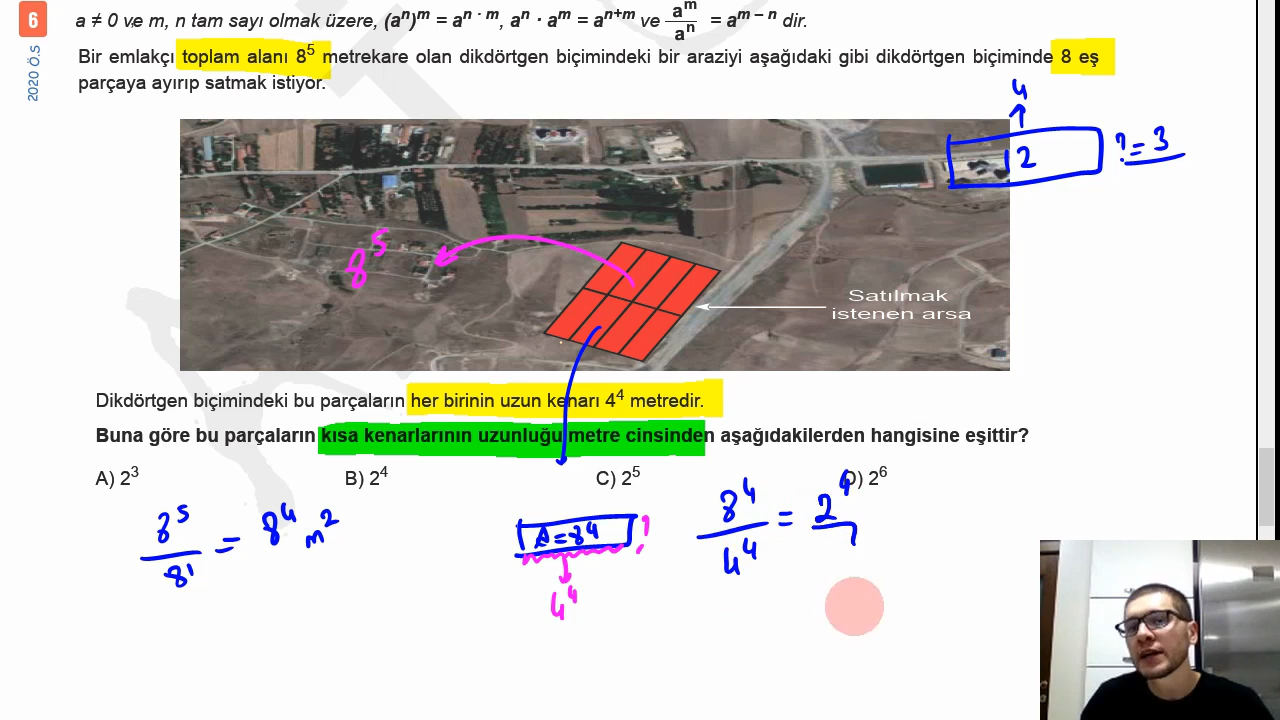 6
2020 Ö.S
a ≠ 0 ve m, n tam sayı olmak üzere, (aⁿ)ᵐ = aⁿ ᐧ ᵐ, aⁿ · aᵐ = aⁿ⁺ᵐ ve aᵐ/aⁿ = aᵐ ⁻ ⁿ dir.
Bir emlakçı toplam alanı 8⁵ metrekare olan dikdörtgen biçimindeki bir araziyi aşağıdaki gibi dikdörtgen biçiminde 8 eş
parçaya ayırıp satmak istiyor.
4
12
? = 3
8⁵
Satılmak
istenen arsa
Dikdörtgen biçimindeki bu parçaların her birinin uzun kenarı 4⁴ metredir.
Buna göre bu parçaların kısa kenarlarının uzunluğu metre cinsinden aşağıdakilerden hangisine eşittir?
A) 2³ B) 2⁴ C) 2⁵ D) 2⁶
8⁵/8¹ = 8⁴ m²
A = 8⁴ ?
4⁴
8⁴/4⁴ = 2⁴